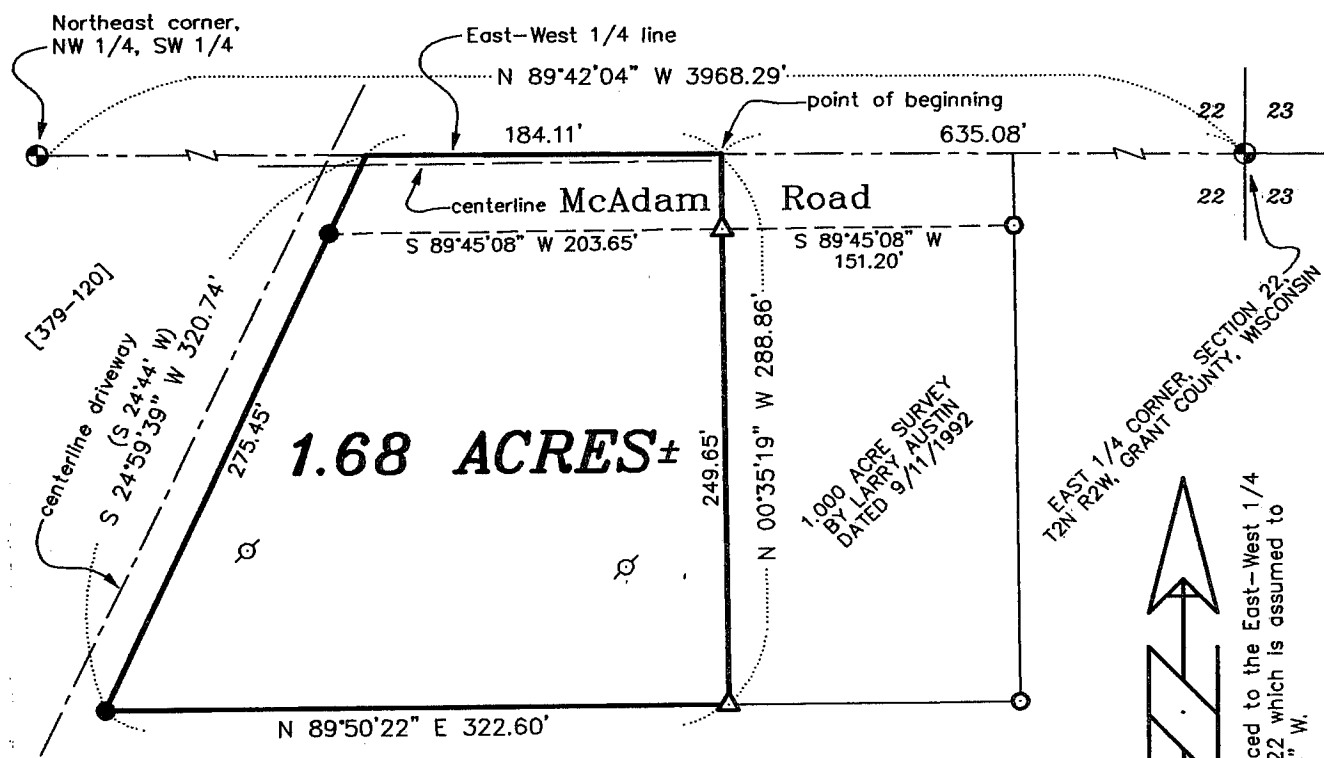 Northeast corner,
NW 1/4, SW 1/4
East-West 1/4 line
N 89°42'04" W 3968.29'
point of beginning
22
23
184.11'
635.08'
centerline McAdam Road
22
23
S 89°45'08" W 203.65'
S 89°45'08" W
151.20'
[379-120]
centerline driveway
(S 24°44' W)
S 24°59'39" W 320.74'
275.45'
1.68 ACRES±
249.65'
N 00°35'19" W 288.86'
1.000 ACRE SURVEY
BY LARRY AUSTIN
DATED 9/11/1992
EAST 1/4 CORNER, SECTION 22,
T2N R2W, GRANT COUNTY, WISCONSIN
N 89°50'22" E 322.60'
ced to the East-West 1/4
22 which is assumed to
" W.